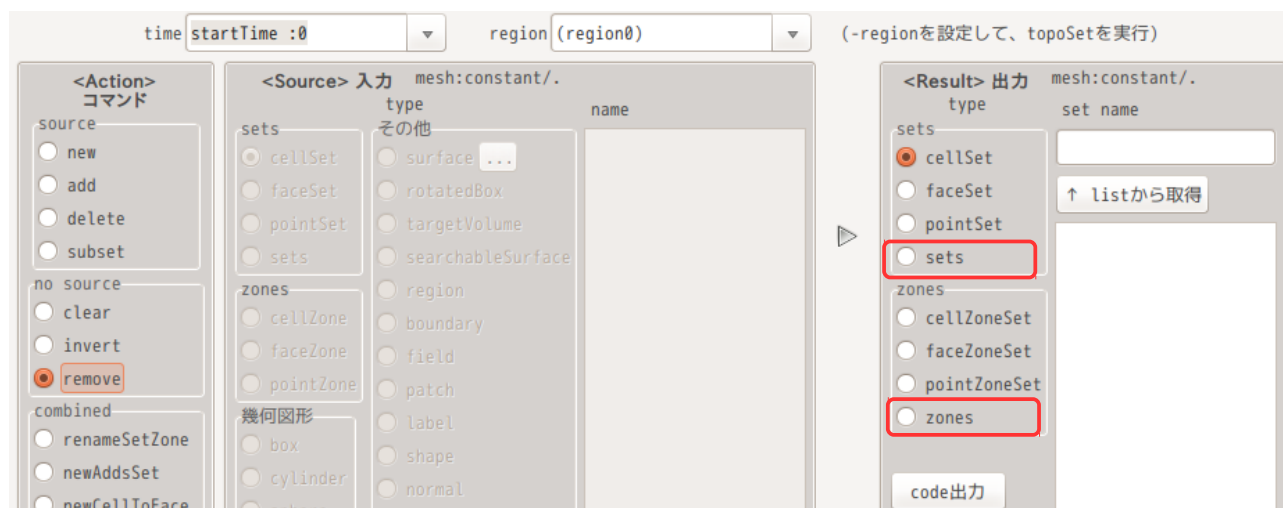 time startTime :0 region (region0) (-regionを設定して、topoSetを実行)
<Action>
コマンド
source
new
add
delete
subset
no source
clear
invert
remove
combined
renameSetZone
newAddsSet
newCellToFace
<Source> 入力 mesh:constant/.
type
name
sets
cellSet
faceSet
pointSet
sets
zones
cellZone
faceZone
pointZone
幾何図形
box
cylinder
その他
surface ...
rotatedBox
targetVolume
searchableSurface
region
boundary
field
patch
label
shape
normal
<Result> 出力 mesh:constant/.
type
set name
sets
cellSet
faceSet
pointSet
sets
zones
cellZoneSet
faceZoneSet
pointZoneSet
zones
code出力
↑ listから取得